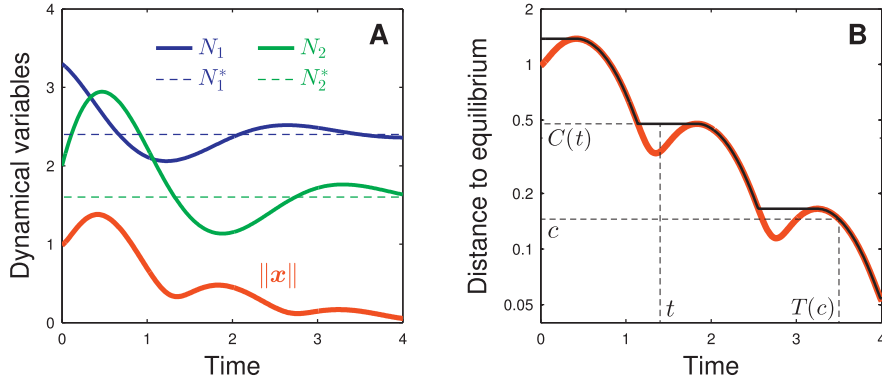 A
Dynamical variables
4
3
2
1
0
N₁ N₂
N₁* N₂*
‖x‖
0 1 2 3 4
Time
B
Distance to equilibrium
1
0.5
0.2
0.1
0.05
C(t)
c
t
T(c)
0 1 2 3 4
Time